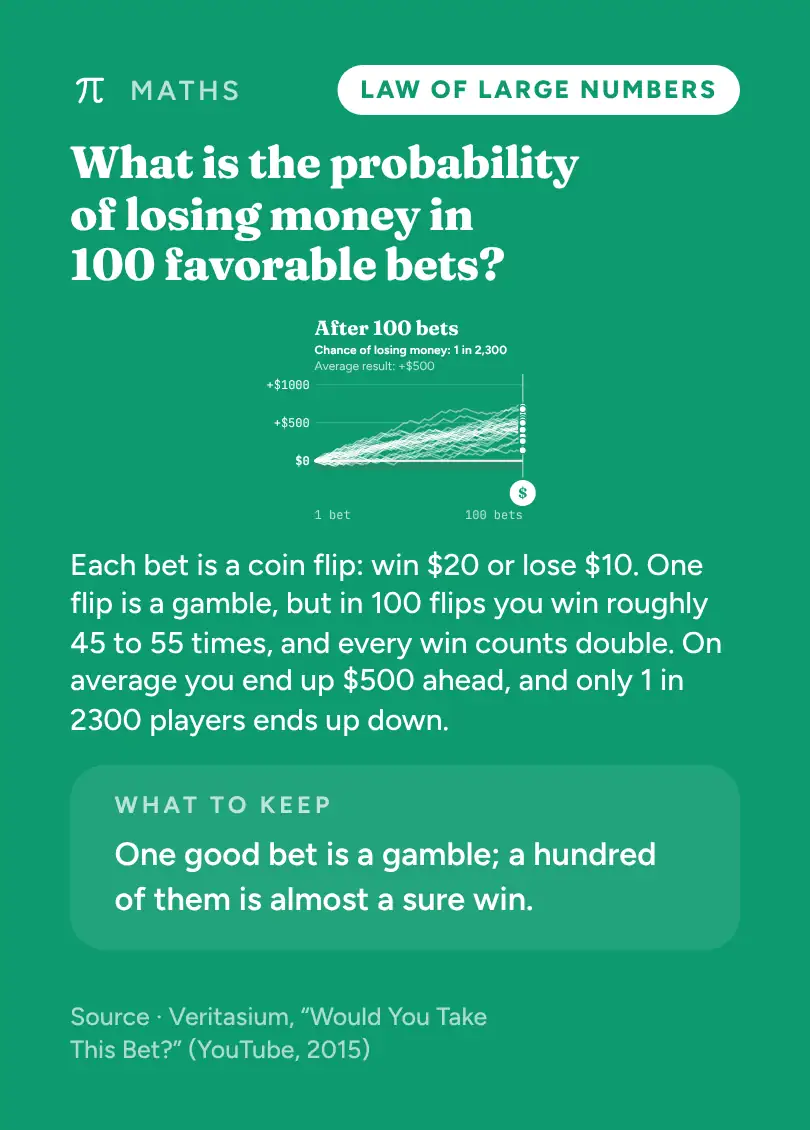 π MATHS
LAW OF LARGE NUMBERS
What is the probability
of losing money in
100 favorable bets?
After 100 bets
Chance of losing money: 1 in 2,300
Average result: +$500
+$1000
+$500
$0
$
1 bet
100 bets
Each bet is a coin flip: win $20 or lose $10. One
flip is a gamble, but in 100 flips you win roughly
45 to 55 times, and every win counts double. On
average you end up $500 ahead, and only 1 in
2300 players ends up down.
WHAT TO KEEP
One good bet is a gamble; a hundred
of them is almost a sure win.
Source · Veritasium, “Would You Take
This Bet?” (YouTube, 2015)